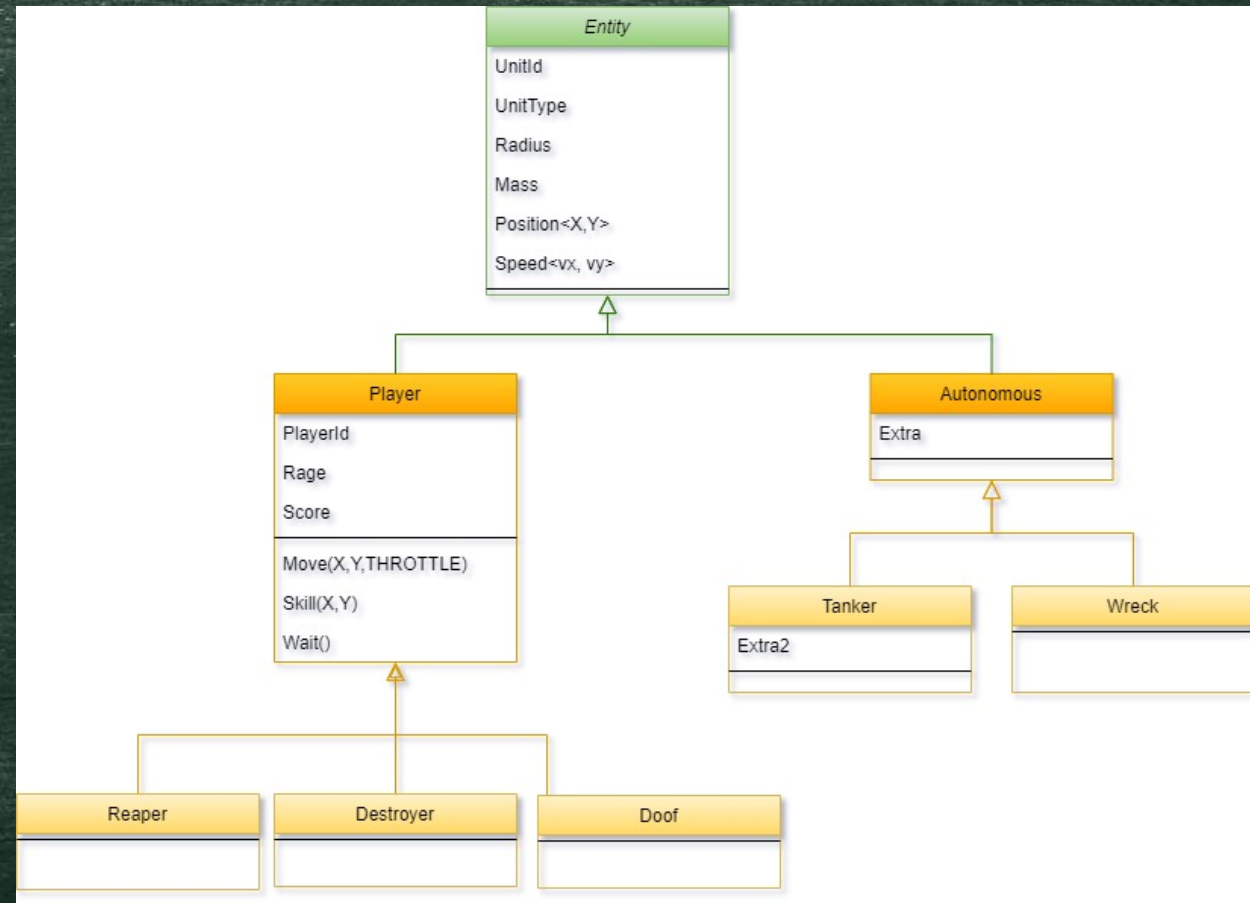 Entity
UnitId
UnitType
Radius
Mass
Position<X,Y>
Speed<vx, vy>
Player
PlayerId
Rage
Score
Move(X,Y,THROTTLE)
Skill(X,Y)
Wait()
Autonomous
Extra
Tanker
Extra2
Wreck
Reaper
Destroyer
Doof